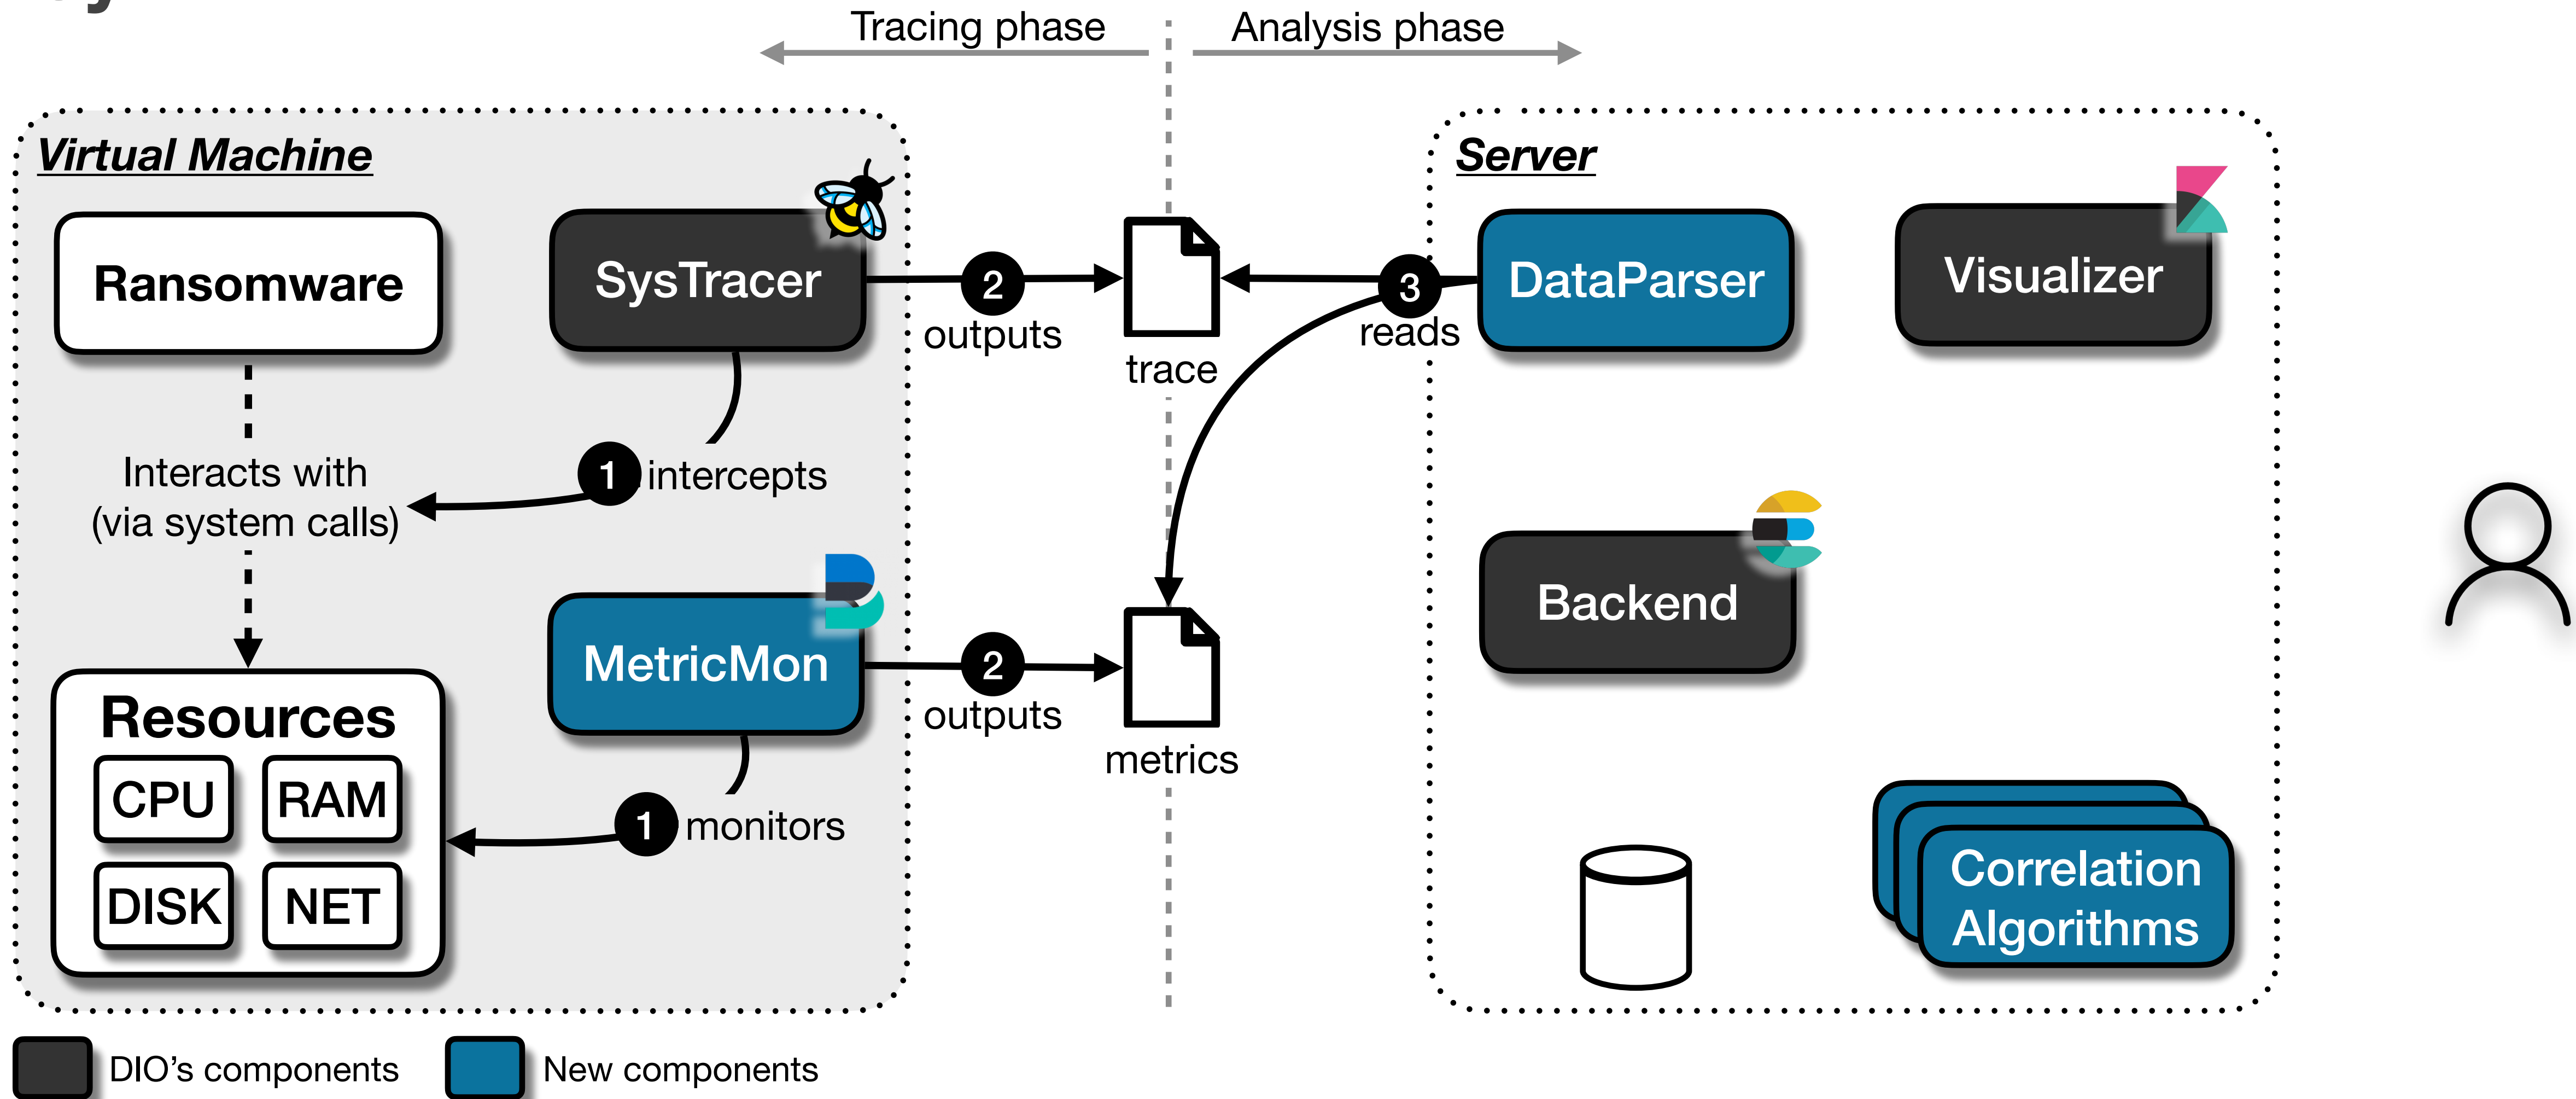 Tracing phase
Analysis phase
Virtual Machine
Server
Ransomware
SysTracer
2
outputs
trace
3
reads
DataParser
Visualizer
Interacts with
(via system calls)
1 intercepts
Backend
MetricMon
2
outputs
metrics
1 monitors
Resources
CPU
RAM
DISK
NET
Correlation
Algorithms
DIO's components
New components